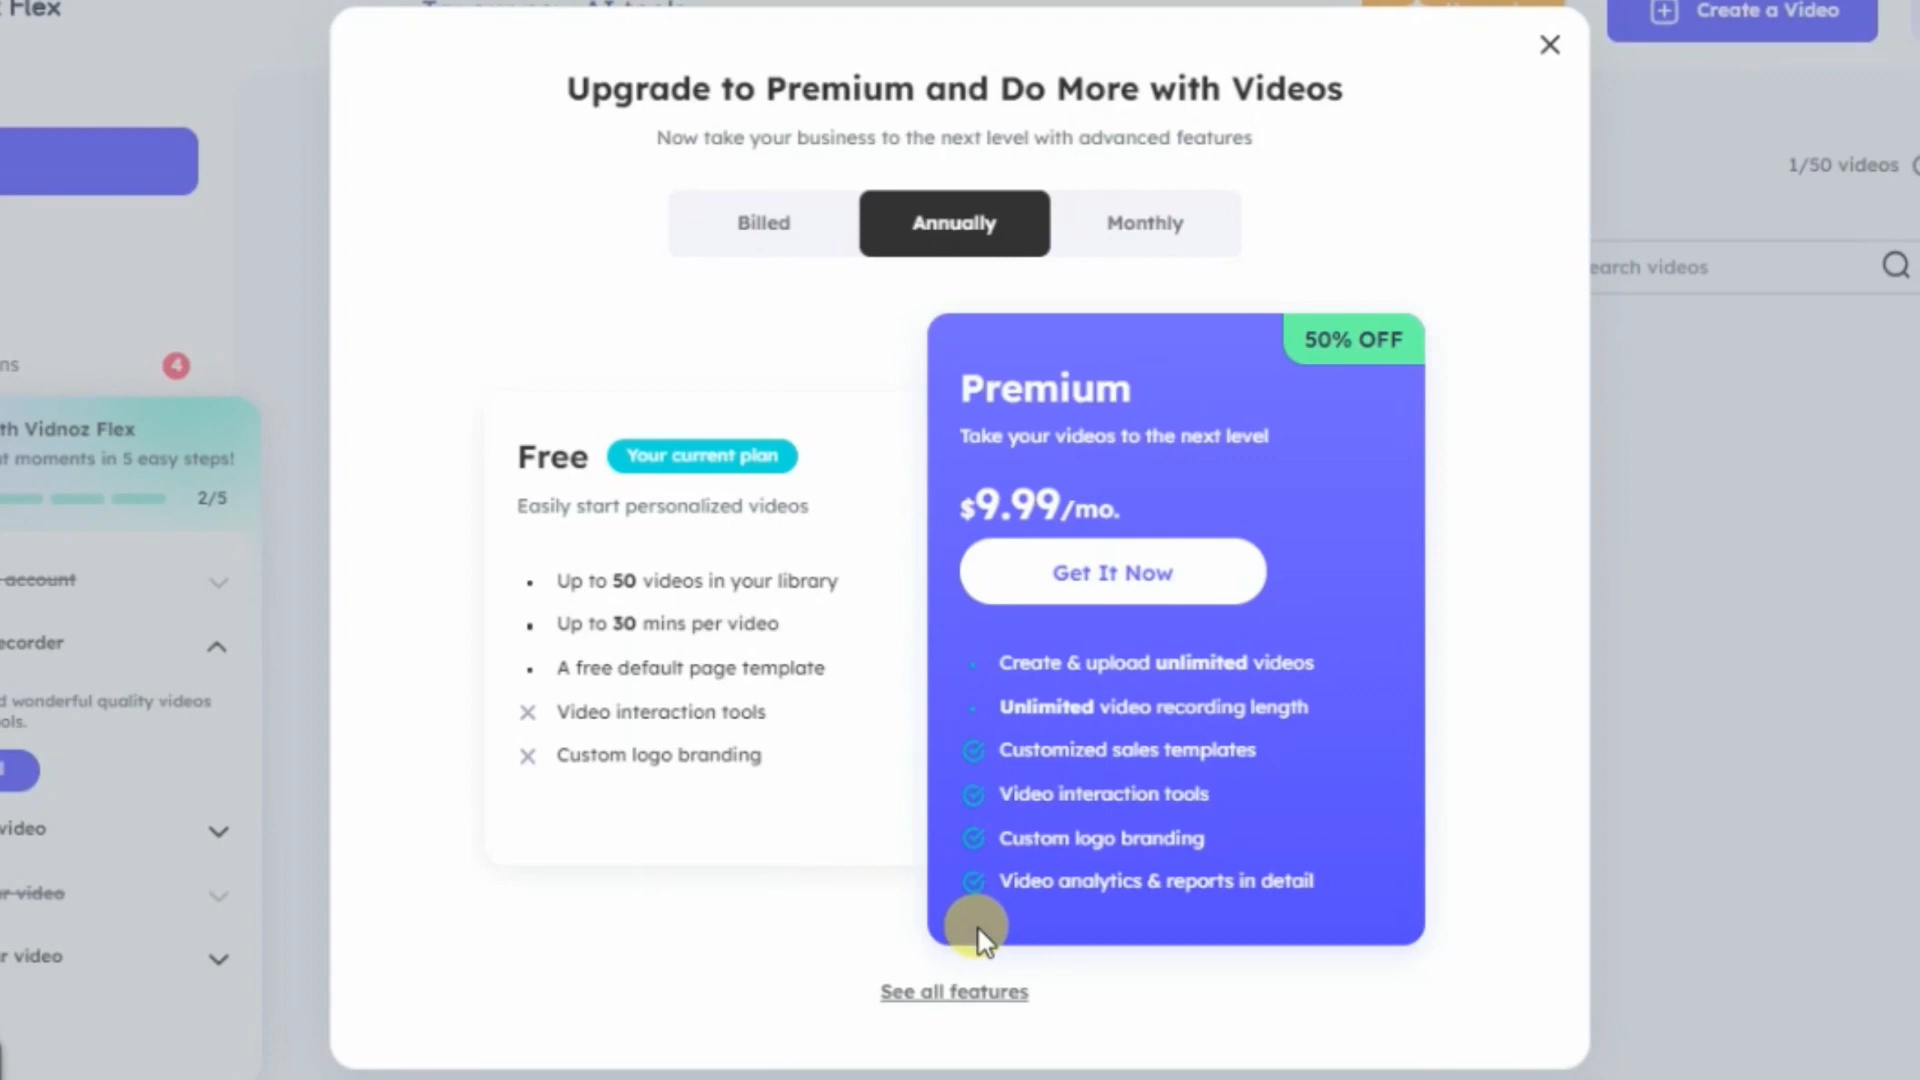 Flex
AI tools
Create a Video
Upgrade to Premium and Do More with Videos
Now take your business to the next level with advanced features
1/50 videos
Billed
Annually
Monthly
earch videos
50% OFF
ns
4
Premium
Take your videos to the next level
th Vidnoz Flex
t moments in 5 easy steps!
2/5
Free
Your current plan
Easily start personalized videos
$9.99/mo.
Get It Now
account
Up to 50 videos in your library
Up to 30 mins per video
A free default page template
Video interaction tools
Custom logo branding
ecorder
d wonderful quality videos
ols.
Create & upload unlimited videos
Unlimited video recording length
Customized sales templates
Video interaction tools
Custom logo branding
Video analytics & reports in detail
video
r video
r video
See all features